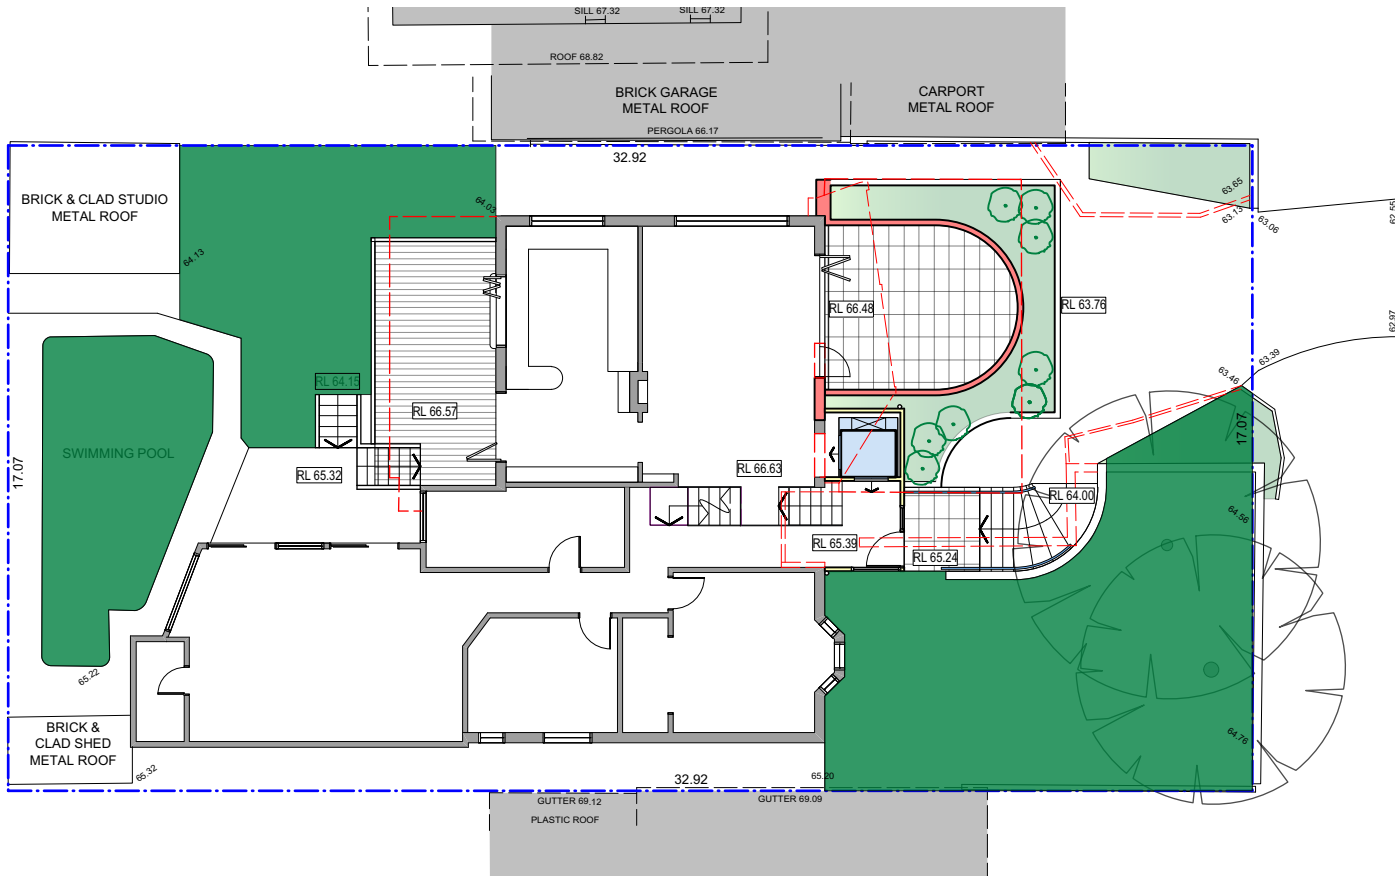 SILL 67.32
SILL 67.32
ROOF 68.82
BRICK GARAGE
METAL ROOF
CARPORT
METAL ROOF
PERGOLA 66.17
32.92
BRICK & CLAD STUDIO
METAL ROOF
64.03
64.13
63.65
63.13
63.06
62.55
RL 66.48
RL 63.76
62.97
63.39
63.46
RL 64.15
RL 66.57
17.07
SWIMMING POOL
17.07
RL 65.32
RL 66.63
RL 64.00
64.56
RL 65.39
RL 65.24
65.22
BRICK &
CLAD SHED
METAL ROOF
65.32
64.76
32.92
65.20
GUTTER 69.12
GUTTER 69.09
PLASTIC ROOF